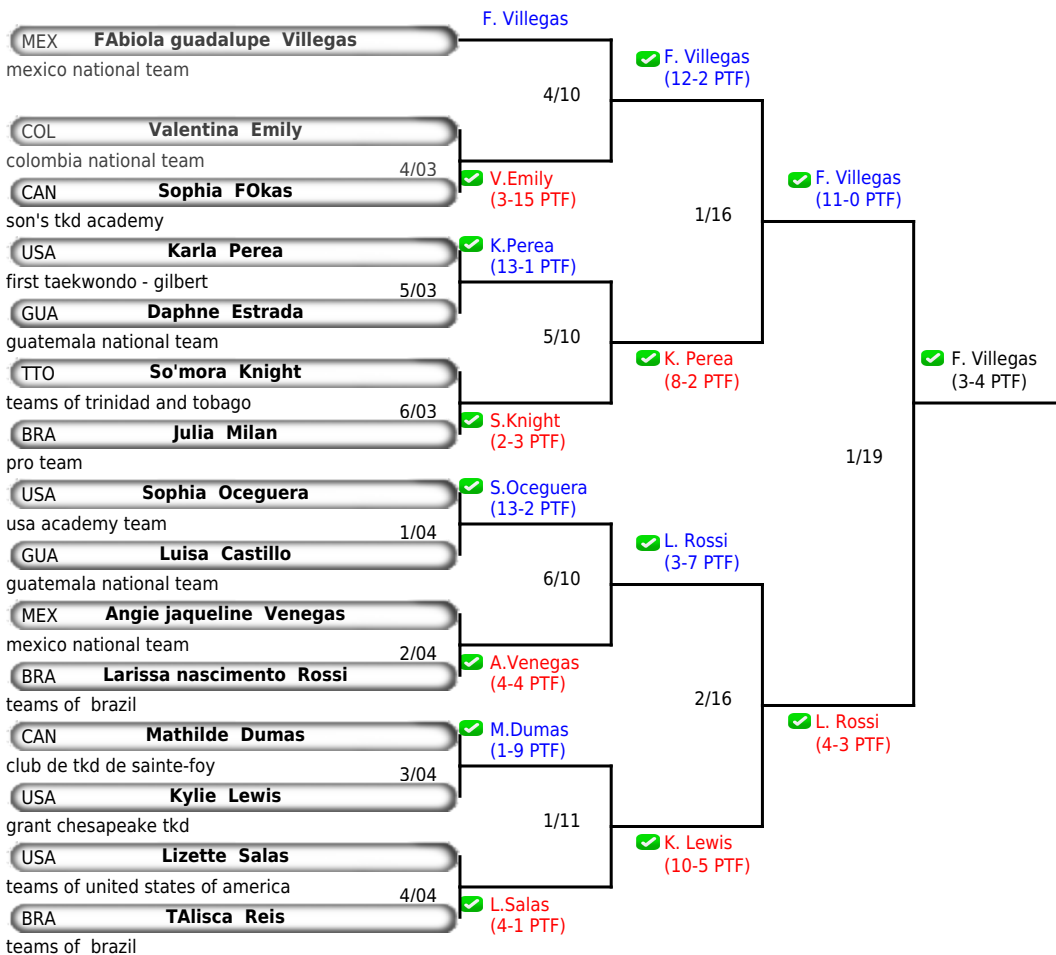 F. Villegas
MEX FAbiola guadalupe Villegas
mexico national team
F. Villegas
(12-2 PTF)
4/10
COL Valentina Emily
colombia national team
4/03
CAN Sophia FOkas
son's tkd academy
V.Emily
(3-15 PTF)
F. Villegas
(11-0 PTF)
1/16
USA Karla Perea
first taekwondo - gilbert
K.Perea
(13-1 PTF)
5/03
GUA Daphne Estrada
guatemala national team
5/10
K. Perea
(8-2 PTF)
TTO So'mora Knight
teams of trinidad and tobago
6/03
BRA Julia Milan
pro team
S.Knight
(2-3 PTF)
F. Villegas
(3-4 PTF)
1/19
USA Sophia Oceguera
usa academy team
S.Oceguera
(13-2 PTF)
1/04
GUA Luisa Castillo
guatemala national team
L. Rossi
(3-7 PTF)
6/10
MEX Angie jaqueline Venegas
mexico national team
2/04
BRA Larissa nascimento Rossi
teams of brazil
A.Venegas
(4-4 PTF)
2/16
L. Rossi
(4-3 PTF)
CAN Mathilde Dumas
club de tkd de sainte-foy
M.Dumas
(1-9 PTF)
3/04
USA Kylie Lewis
grant chesapeake tkd
1/11
K. Lewis
(10-5 PTF)
USA Lizette Salas
teams of united states of america
4/04
BRA TAlisca Reis
teams of brazil
L.Salas
(4-1 PTF)